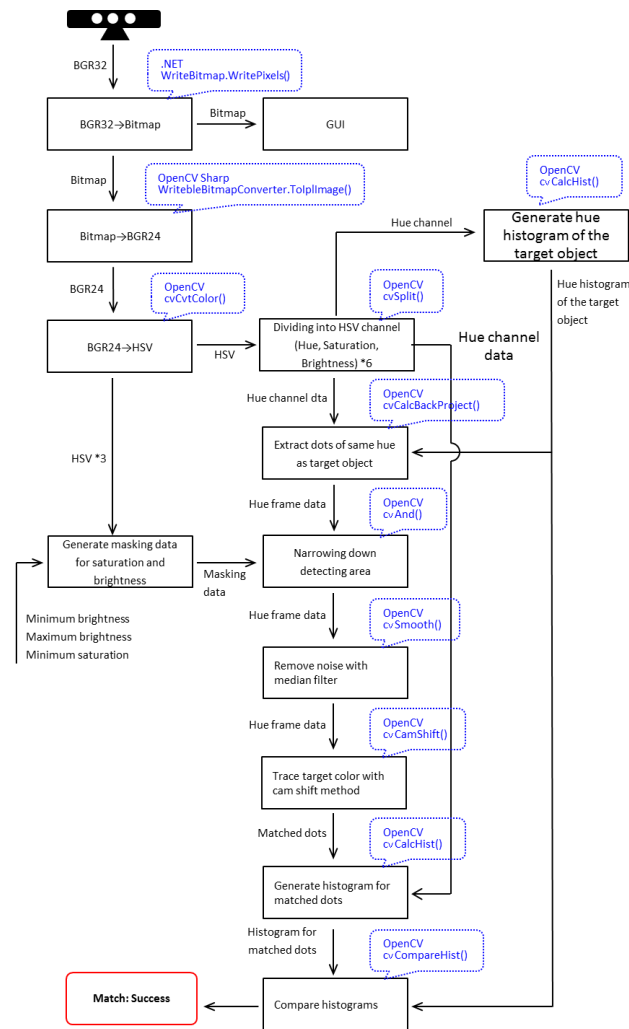 BGR32
.NET
WriteBitmap.WritePixels()
BGR32→Bitmap
Bitmap
GUI
Bitmap
OpenCV Sharp
WritebleBitmapConverter.ToIplImage()
OpenCV
cvCalcHist()
Bitmap→BGR24
Hue channel
Generate hue
histogram of the
target object
BGR24
OpenCV
cvCvtColor()
OpenCV
cvSplit()
Hue histogram
of the target
object
BGR24→HSV
HSV
Dividing into HSV channel
(Hue, Saturation,
Brightness) *6
Hue channel
data
Hue channel dta
OpenCV
cvCalcBackProject()
HSV *3
Extract dots of same hue
as target object
Hue frame data
OpenCV
cvAnd()
Generate masking data
for saturation and
brightness
Masking
data
Narrowing down
detecting area
Minimum brightness
Maximum brightness
Minimum saturation
Hue frame data
OpenCV
cvSmooth()
Remove noise with
median filter
Hue frame data
OpenCV
cvCamShift()
Trace target color with
cam shift method
Matched dots
OpenCV
cvCalcHist()
Generate histogram for
matched dots
Histogram for
matched dots
OpenCV
cvCompareHist()
Match: Success
Compare histograms